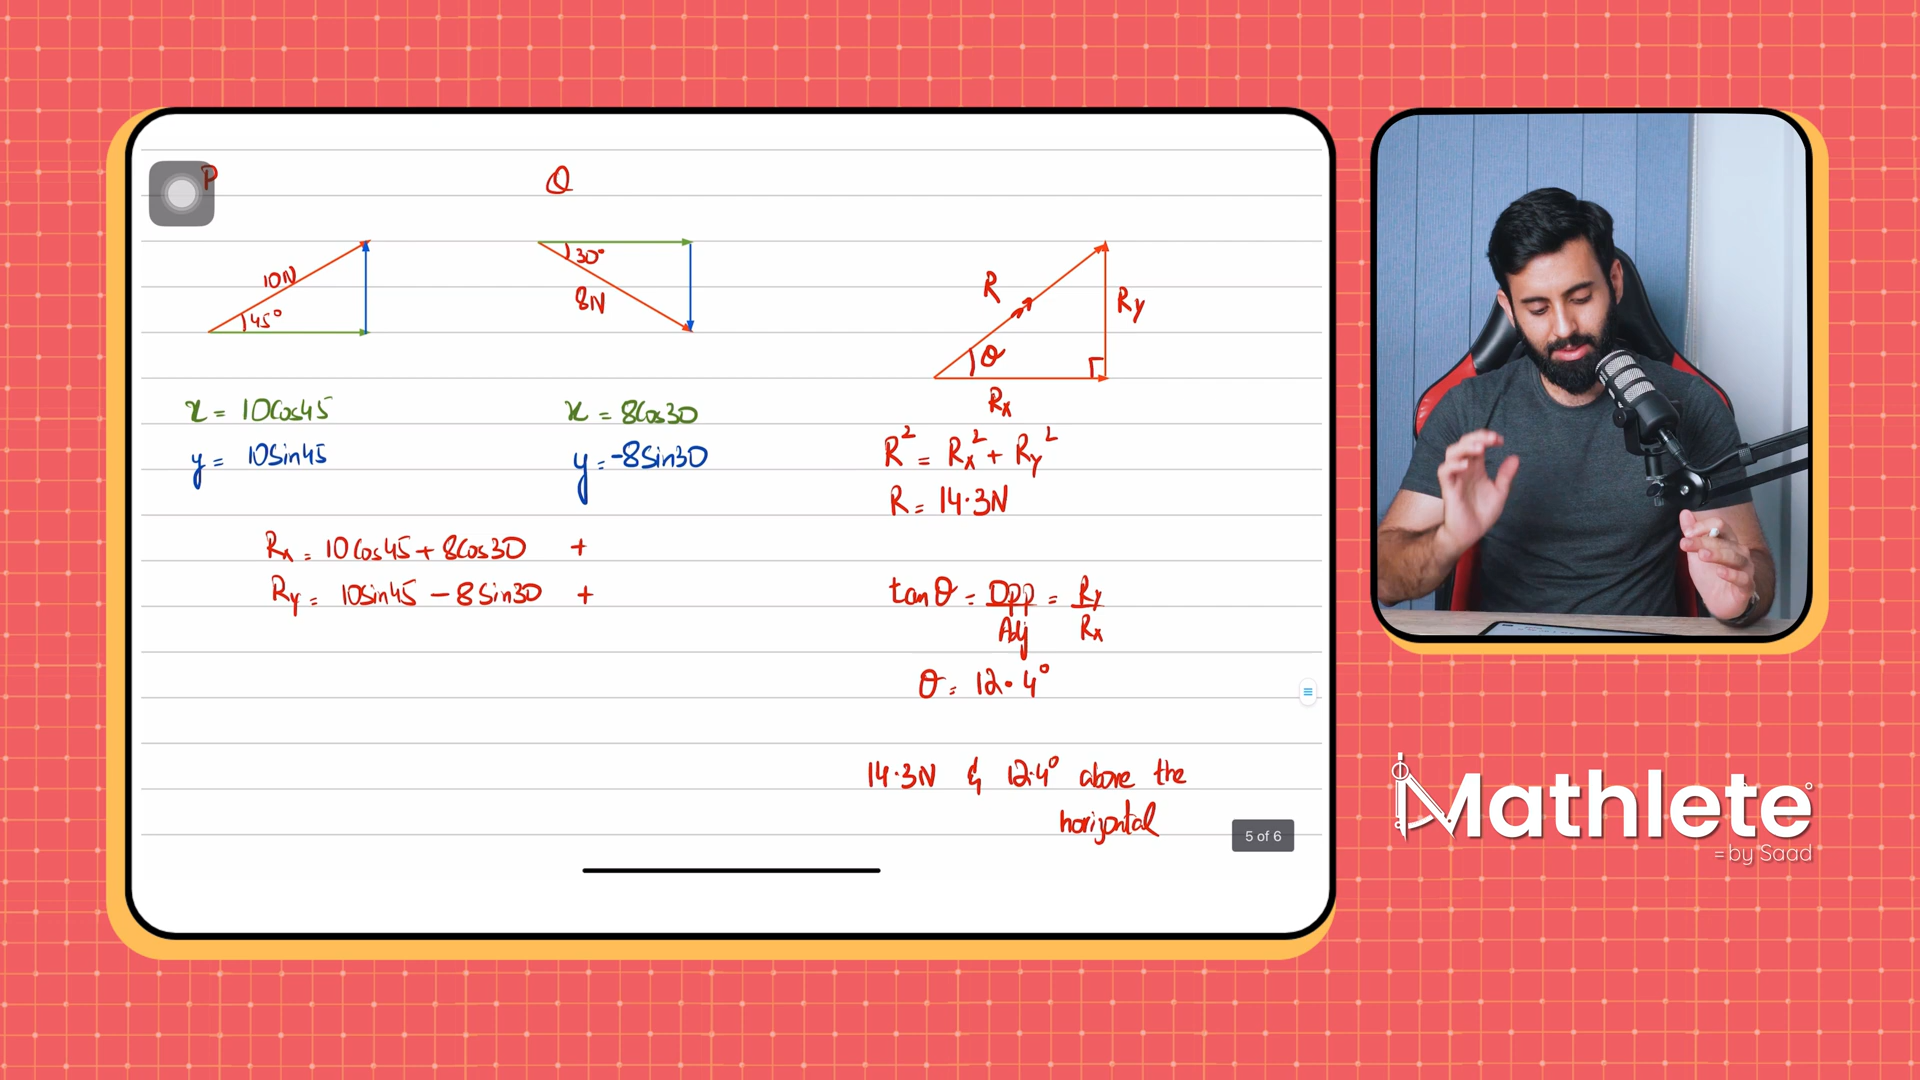 P
Q
10N
45°
30°
8N
R
Ry
θ
Rx
x = 10Cos45
y = 10Sin45
x = 8Cos30
y = -8Sin30
Rx = 10Cos45 + 8Cos30 +
Ry = 10Sin45 − 8Sin30 +
R² = Rx² + Ry²
R = 14.3N
tanθ = Opp/Adj = Ry/Rx
θ = 12.4°
14.3N & 12.4° above the
horizontal
5 of 6
Mathlete
= by Saad